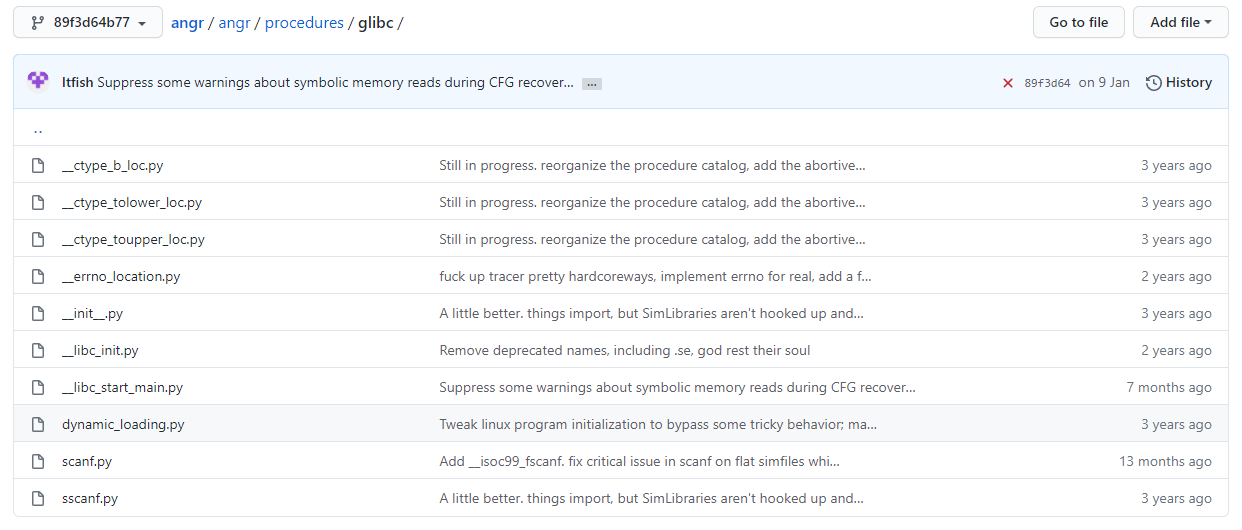 89f3d64b77 angr / angr / procedures / glibc / Go to file Add file
ltfish Suppress some warnings about symbolic memory reads during CFG recover... ... 89f3d64 on 9 Jan History
..
__ctype_b_loc.py Still in progress. reorganize the procedure catalog, add the abortive... 3 years ago
__ctype_tolower_loc.py Still in progress. reorganize the procedure catalog, add the abortive... 3 years ago
__ctype_toupper_loc.py Still in progress. reorganize the procedure catalog, add the abortive... 3 years ago
__errno_location.py fuck up tracer pretty hardcoreways, implement errno for real, add a f... 2 years ago
__init__.py A little better. things import, but SimLibraries aren't hooked up and... 3 years ago
__libc_init.py Remove deprecated names, including .se, god rest their soul 2 years ago
__libc_start_main.py Suppress some warnings about symbolic memory reads during CFG recover... 7 months ago
dynamic_loading.py Tweak linux program initialization to bypass some tricky behavior; ma... 3 years ago
scanf.py Add __isoc99_fscanf. fix critical issue in scanf on flat simfiles whi... 13 months ago
sscanf.py A little better. things import, but SimLibraries aren't hooked up and... 3 years ago